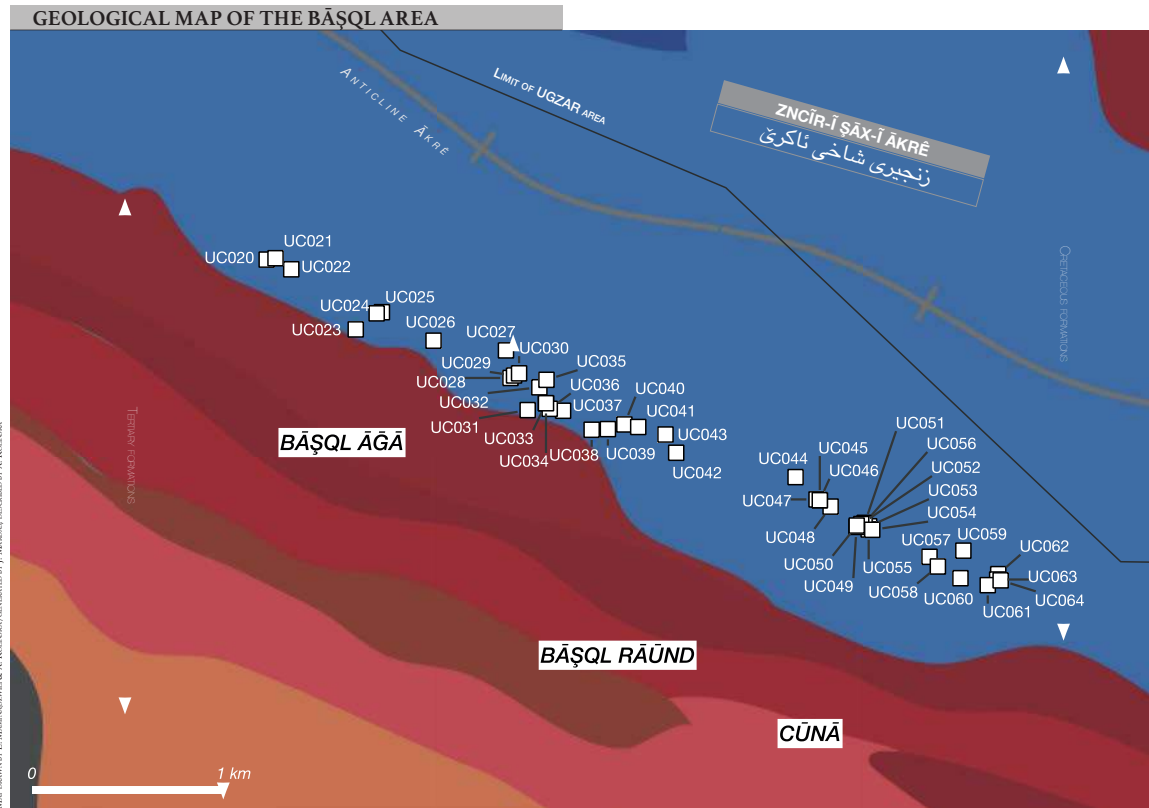 GEOLOGICAL MAP OF THE BĀŞQL AREA
ANTICLINE ĀKRÊ
LIMIT OF UGZAR AREA
ZNCĪR-Ī ŞĀX-Ī ĀKRÊ
زنجیری شاخی ئاکرێ
CRETACEOUS FORMATIONS
UC021
UC020
UC022
UC025
UC024
UC023
UC026
UC027
UC030
UC029
UC035
UC028
UC036
UC032
UC040
UC037
UC041
UC031
UC033
UC043
UC034
UC038
UC039
UC042
UC051
UC056
UC045
UC044
UC046
UC052
UC047
UC053
UC054
UC048
UC057
UC059
UC050
UC055
UC062
UC049
UC058
UC063
UC060
UC064
UC061
TERTIARY FORMATIONS
BĀŞQL ĀĞĀ
BĀŞQL RĀŪND
CŪNĀ
0
1 km